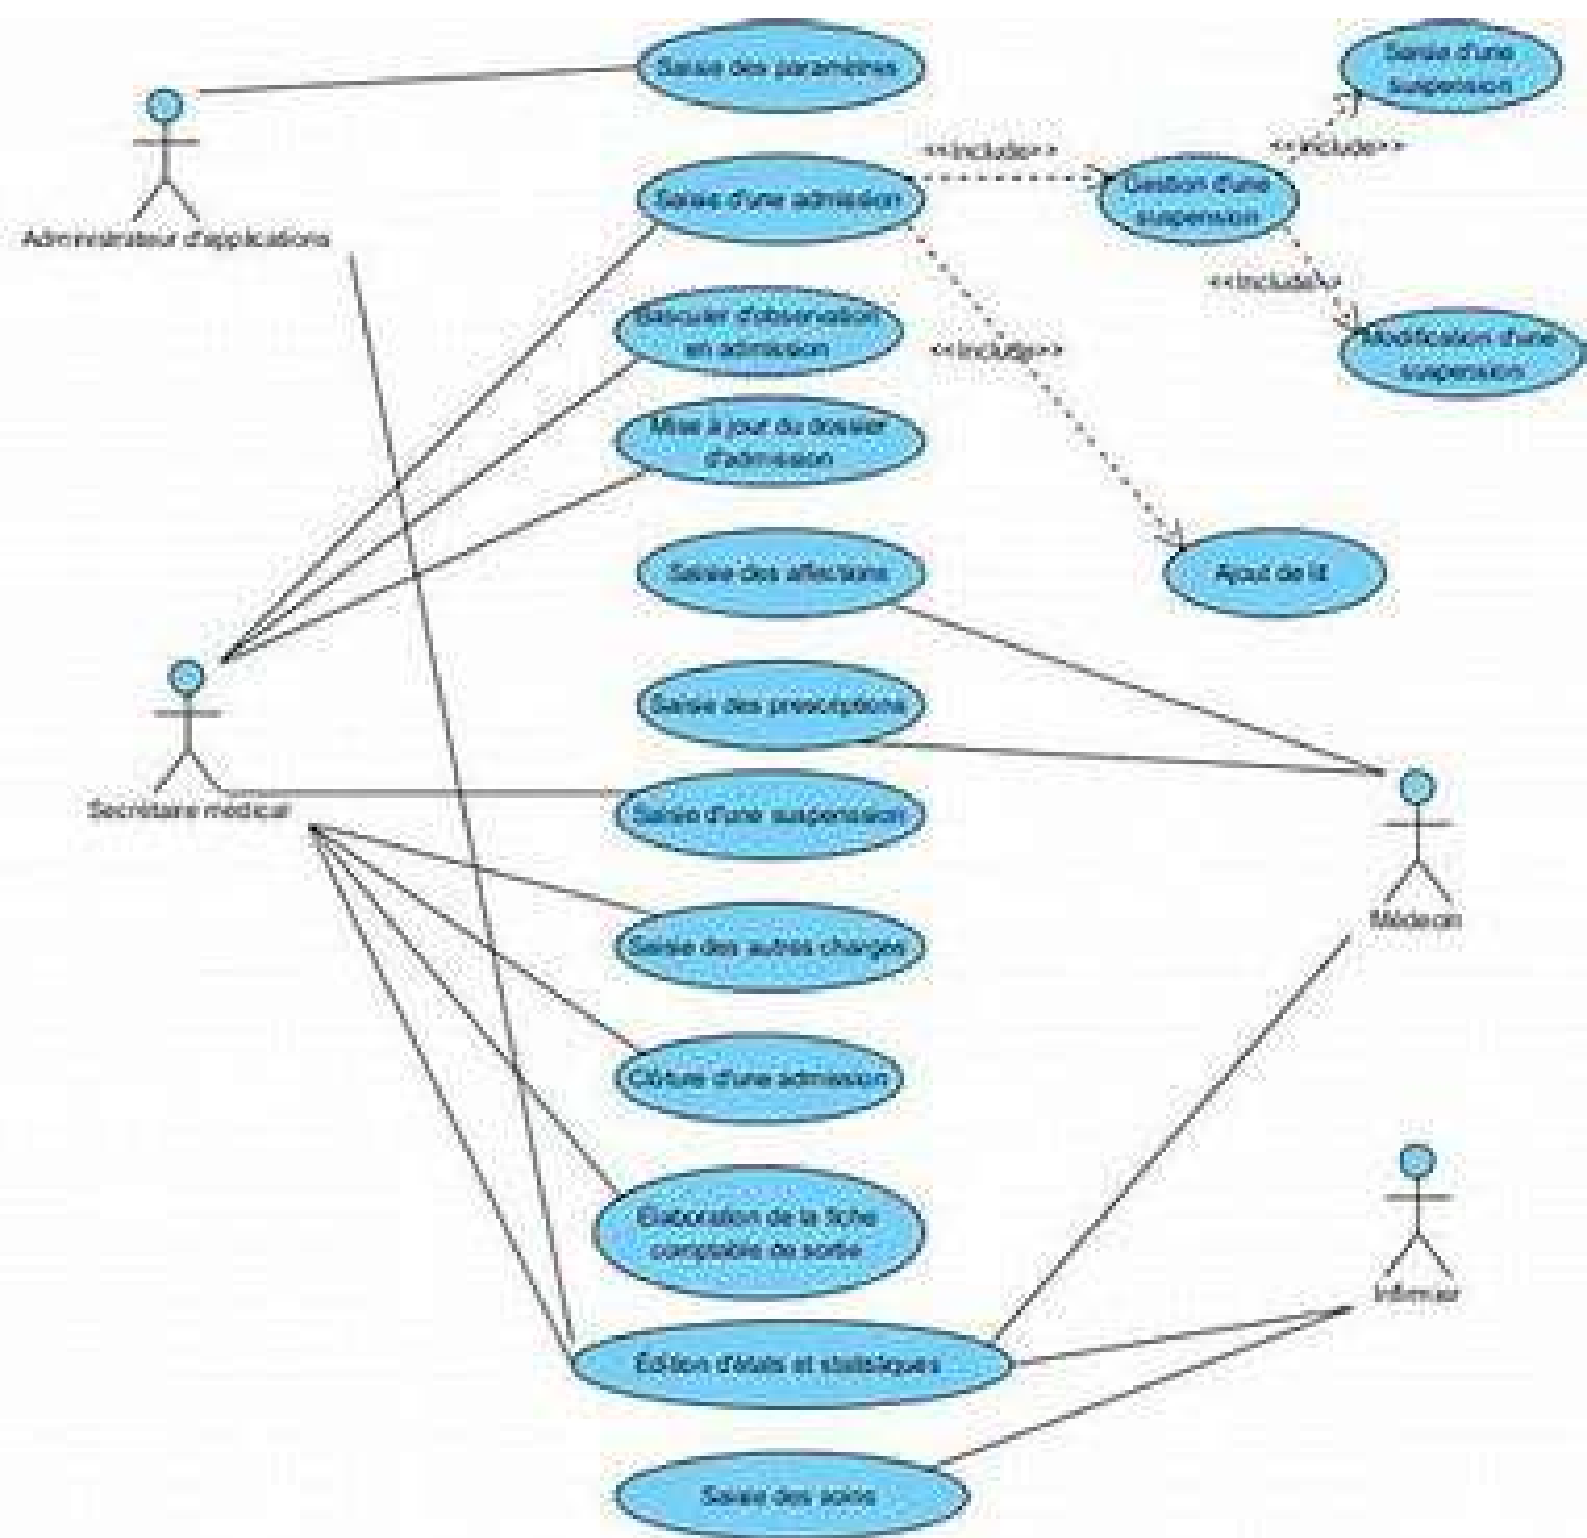 Saisie des paramètres
Saisie d'une
suspension
<<Include>>
<<Include>>
Saisie d'une admission
Gestion d'une
suspension
Administrateur d'applications
<<Include>>
Basculer d'observation
en admission
<<Include>>
Modification d'une
suspension
Mise à jour du dossier
d'admission
Saisie des affections
Ajout de lit
Saisie des prescriptions
Secrétaire médical
Saisie d'une suspenssion
Médecin
Saisie des autres charges
Clôture d'une admission
Élaboration de la fiche
comptable de sortie
Infirmier
Édition d'états et statistiques
Saisie des soins